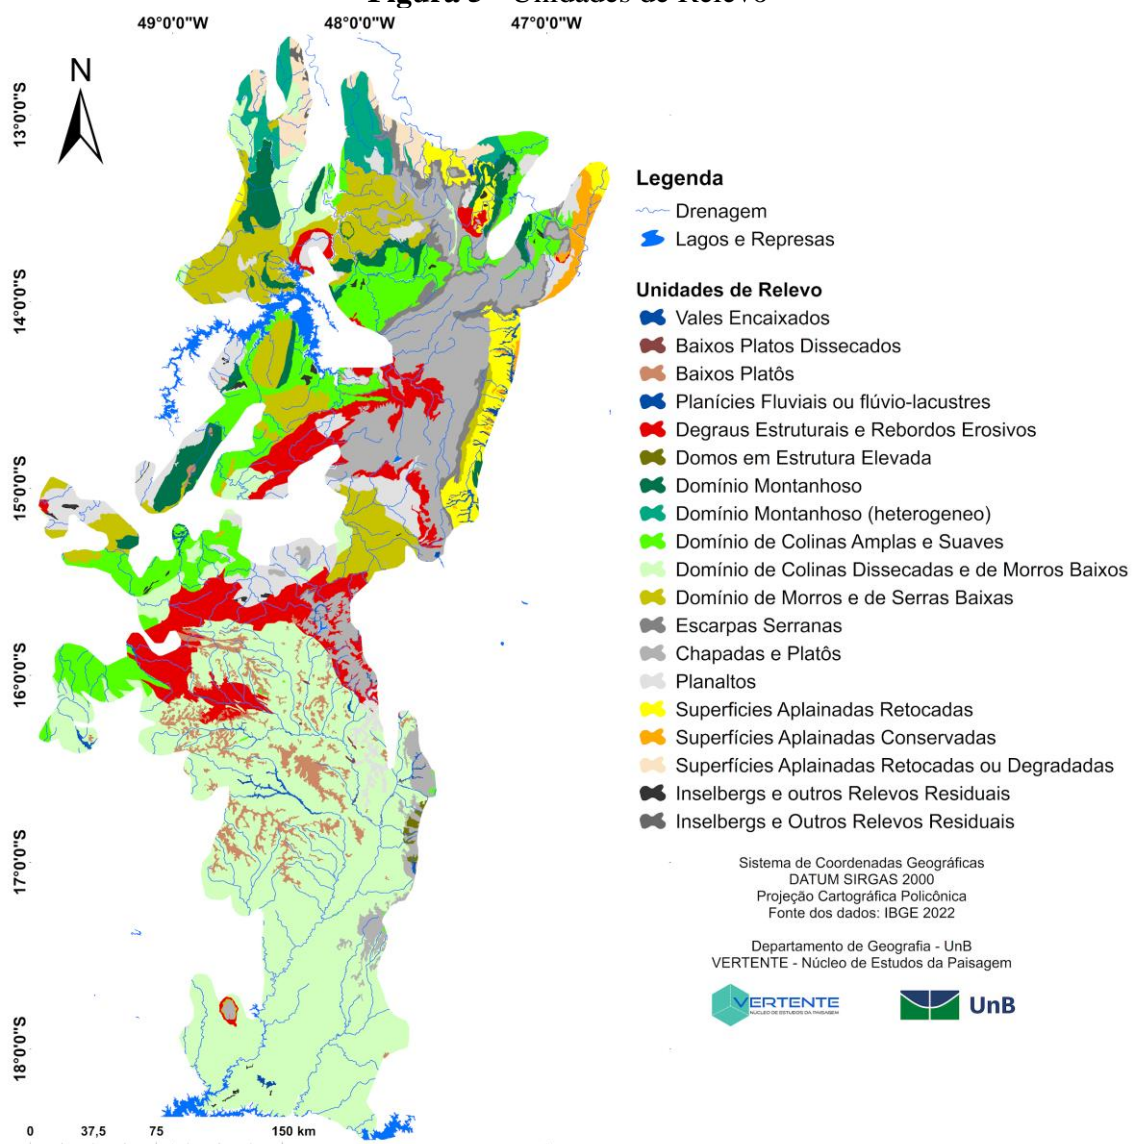 Figura 3 - Unidades de Relevo
49°0'0"W 48°0'0"W 47°0'0"W
N
13°0'0"S
14°0'0"S
15°0'0"S
16°0'0"S
17°0'0"S
18°0'0"S
0 37,5 75 150 km
Legenda
Drenagem
Lagos e Represas
Unidades de Relevo
Vales Encaixados
Baixos Platos Dissecados
Baixos Platôs
Planícies Fluviais ou flúvio-lacustres
Degraus Estruturais e Rebordos Erosivos
Domos em Estrutura Elevada
Domínio Montanhoso
Domínio Montanhoso (heterogeneo)
Domínio de Colinas Amplas e Suaves
Domínio de Colinas Dissecadas e de Morros Baixos
Domínio de Morros e de Serras Baixas
Escarpas Serranas
Chapadas e Platôs
Planaltos
Superficies Aplainadas Retocadas
Superfícies Aplainadas Conservadas
Superfícies Aplainadas Retocadas ou Degradadas
Inselbergs e outros Relevos Residuais
Inselbergs e Outros Relevos Residuais
Sistema de Coordenadas Geográficas
DATUM SIRGAS 2000
Projeção Cartográfica Policônica
Fonte dos dados: IBGE 2022
Departamento de Geografia - UnB
VERTENTE - Núcleo de Estudos da Paisagem
VERTENTE
NÚCLEO DE ESTUDOS DA PAISAGEM
UnB